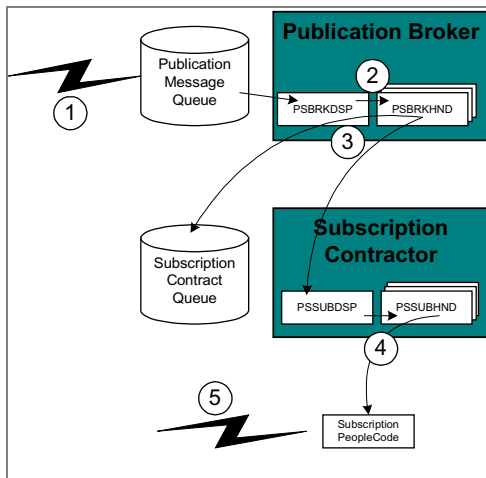 Publication Broker
Publication
Message
Queue
2
PSBRKDSP
PSBRKHND
1
3
Subscription
Contractor
Subscription
Contract
Queue
PSSUBDSP
PSSUBHND
4
5
Subscription
PeopleCode